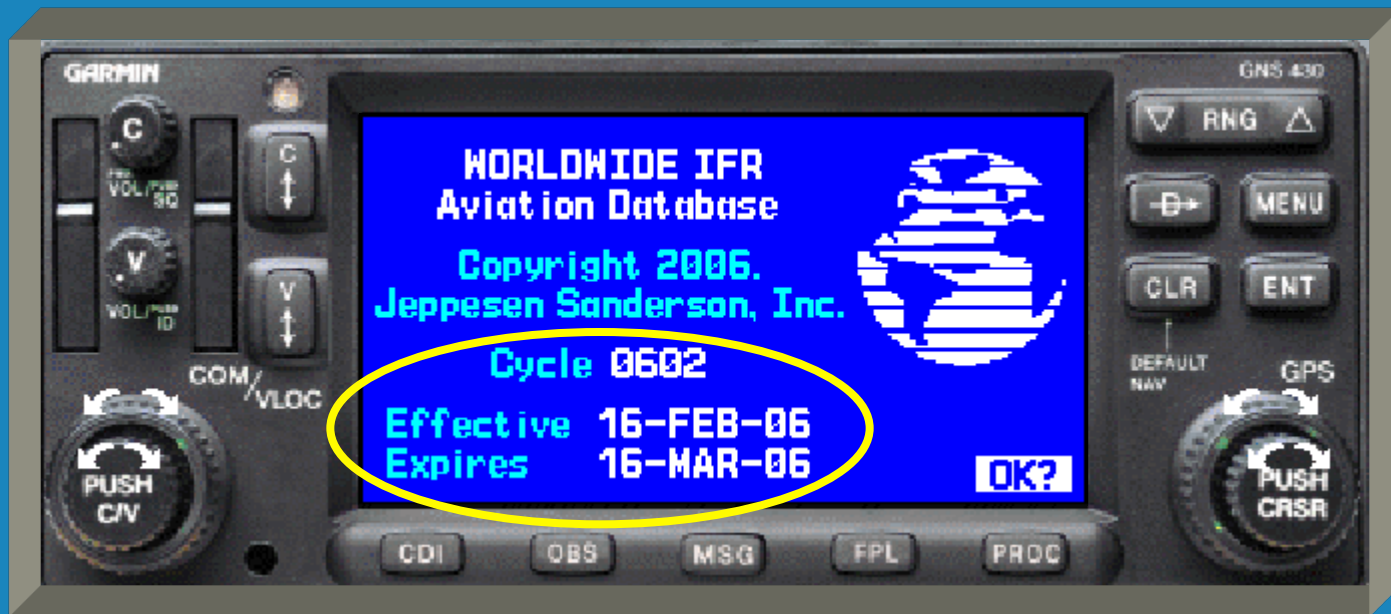 GARMIN
GNS 430
C
PWR VOL/PUSH SQ
C
V
VOL/PUSH ID
V
COM/VLOC
PUSH C/V
WORLDWIDE IFR
Aviation Database
Copyright 2006.
Jeppesen Sanderson, Inc.
Cycle 0602
Effective 16-FEB-06
Expires 16-MAR-06
OK?
RNG
D
MENU
CLR
ENT
DEFAULT
NAV
GPS
PUSH
CRSR
CDI OBS MSG FPL PROC